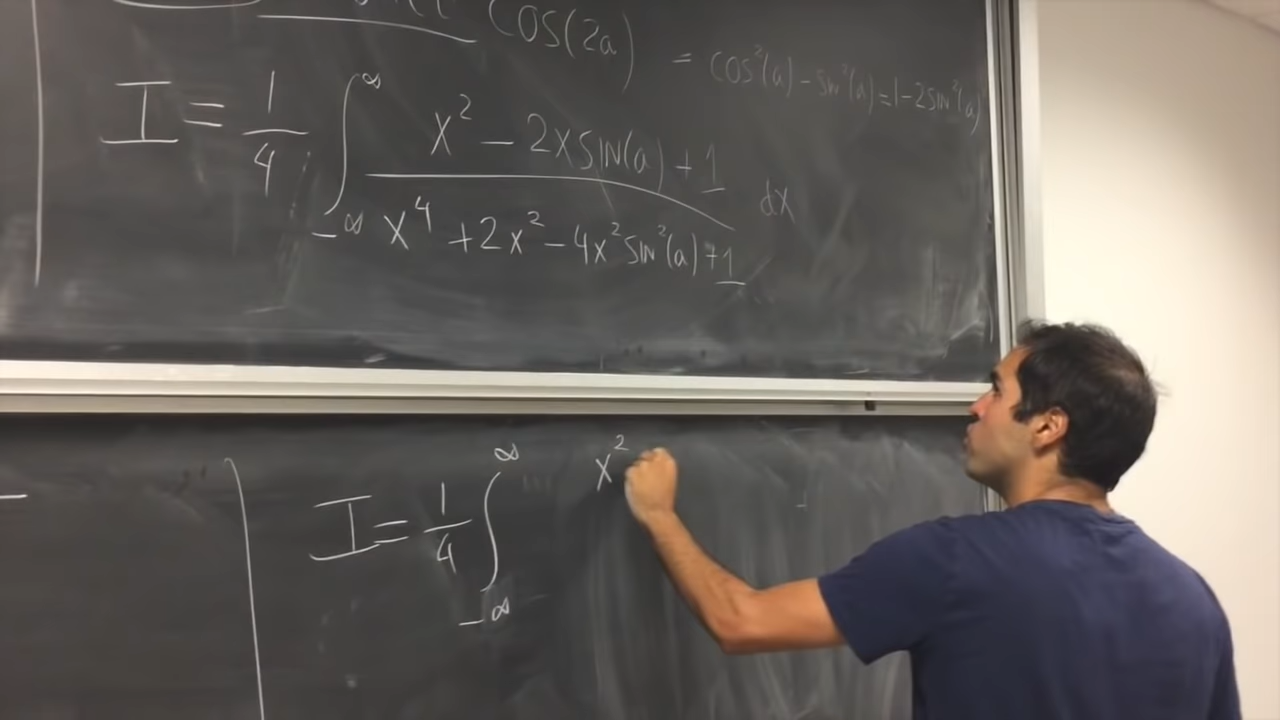 cos(2a) = cos²(a) - sin²(a) = 1 - 2sin²(a)
I = 1/4 ∫_{-∞}^{∞} (x² - 2x sin(a) + 1)/(x⁴ + 2x² - 4x² sin²(a) + 1) dx
I = 1/4 ∫_{-∞}^{∞} x²